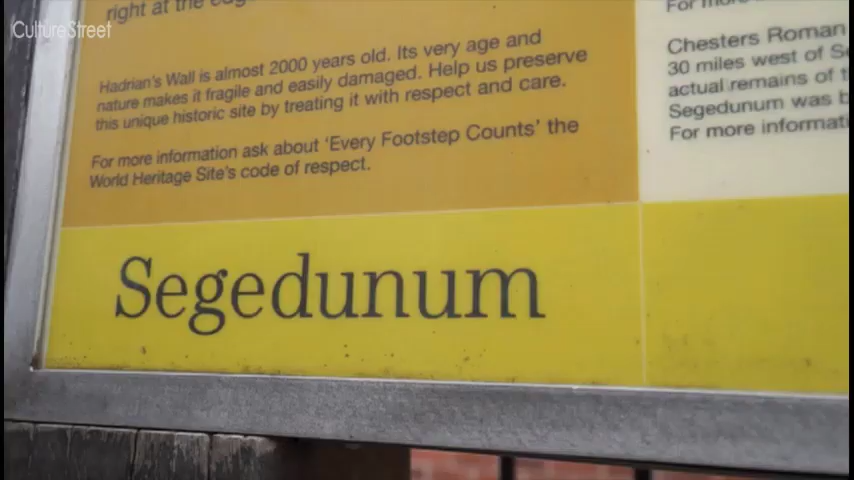 CultureStreet
right at the
Hadrian's Wall is almost 2000 years old. Its very age and
nature makes it fragile and easily damaged. Help us preserve
this unique historic site by treating it with respect and care.
For more information ask about 'Every Footstep Counts' the
World Heritage Site's code of respect.
Segedunum
For
Chesters Roman
30 miles west of
actual remains of
Segedunum was
For more